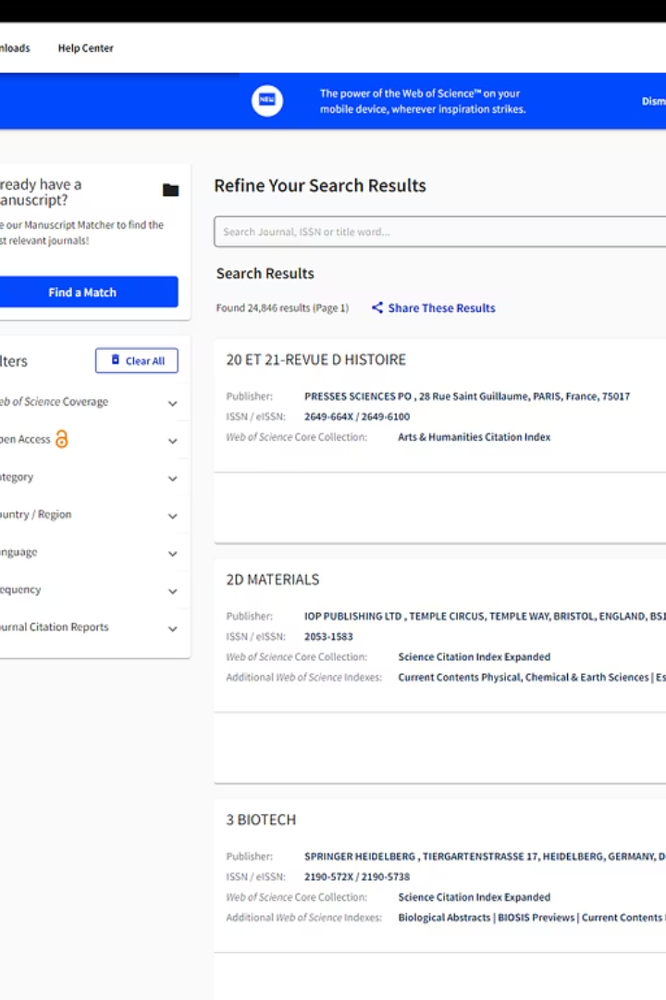 nloads Help Center
NEW
The power of the Web of Science™ on your
mobile device, wherever inspiration strikes.
Dism
ready have a
anuscript?
e our Manuscript Matcher to find the
st relevant journals!
Find a Match
lters
Clear All
eb of Science Coverage
pen Access
ategory
ountry / Region
nguage
equency
urnal Citation Reports
Refine Your Search Results
Search Journal, ISSN or title word...
Search Results
Found 24,846 results (Page 1) Share These Results
20 ET 21-REVUE D HISTOIRE
Publisher: PRESSES SCIENCES PO , 28 Rue Saint Guillaume, PARIS, France, 75017
ISSN / eISSN: 2649-664X / 2649-6100
Web of Science Core Collection: Arts & Humanities Citation Index
2D MATERIALS
Publisher: IOP PUBLISHING LTD , TEMPLE CIRCUS, TEMPLE WAY, BRISTOL, ENGLAND, BS1
ISSN / eISSN: 2053-1583
Web of Science Core Collection: Science Citation Index Expanded
Additional Web of Science Indexes: Current Contents Physical, Chemical & Earth Sciences | Es
3 BIOTECH
Publisher: SPRINGER HEIDELBERG , TIERGARTENSTRASSE 17, HEIDELBERG, GERMANY, D
ISSN / eISSN: 2190-572X / 2190-5738
Web of Science Core Collection: Science Citation Index Expanded
Additional Web of Science Indexes: Biological Abstracts | BIOSIS Previews | Current Contents